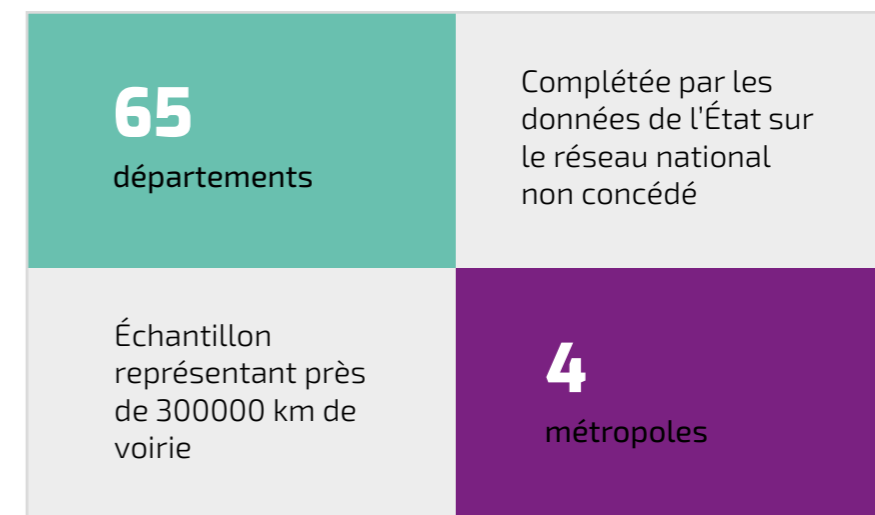 65
départements
Complétée par les
données de l'État sur
le réseau national
non concédé
Échantillon
représentant près
de 300000 km de
voirie
4
métropoles